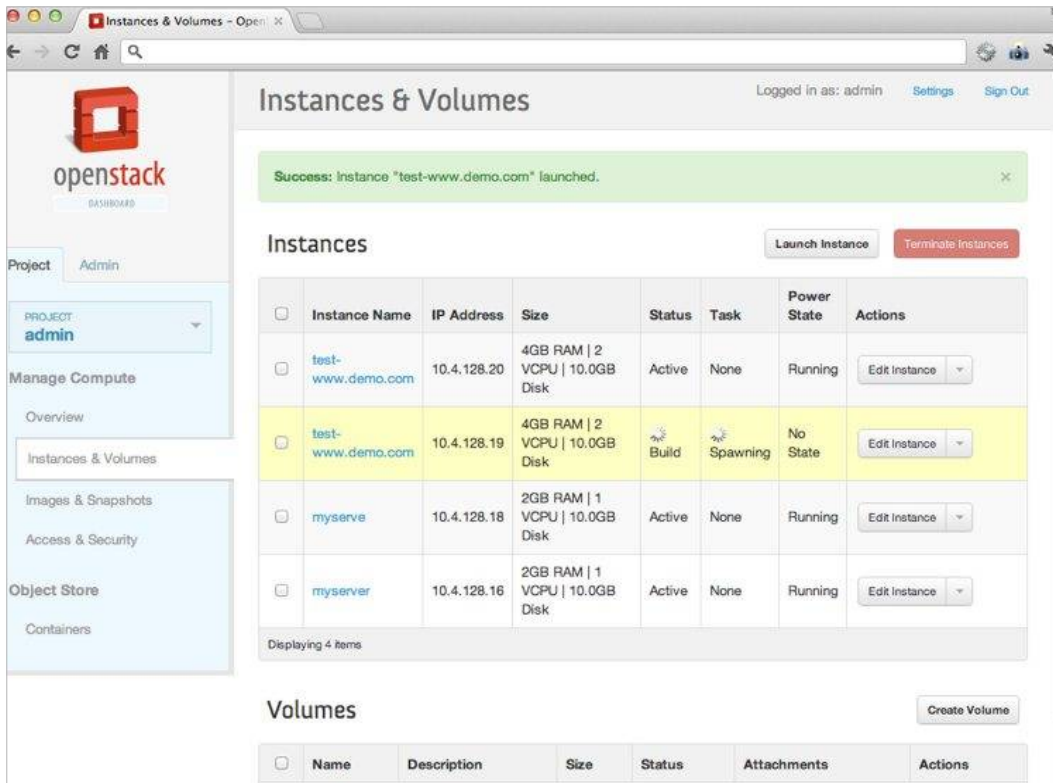 Instances & Volumes - Open
Instances & Volumes
Logged in as: admin
Settings
Sign Out
openstack
DASHBOARD
Success: Instance "test-www.demo.com" launched.
×
Instances
Launch Instance
Terminate Instances
Project
Admin
PROJECT
admin
Manage Compute
Overview
Instances & Volumes
Images & Snapshots
Access & Security
Object Store
Containers
Instance Name IP Address Size Status Task Power
State Actions
test-
www.demo.com 10.4.128.20 4GB RAM | 2
VCPU | 10.0GB
Disk Active None Running Edit Instance
test-
www.demo.com 10.4.128.19 4GB RAM | 2
VCPU | 10.0GB
Disk Build Spawning No
State Edit Instance
myserve 10.4.128.18 2GB RAM | 1
VCPU | 10.0GB
Disk Active None Running Edit Instance
myserver 10.4.128.16 2GB RAM | 1
VCPU | 10.0GB
Disk Active None Running Edit Instance
Displaying 4 items
Volumes
Create Volume
Name Description Size Status Attachments Actions